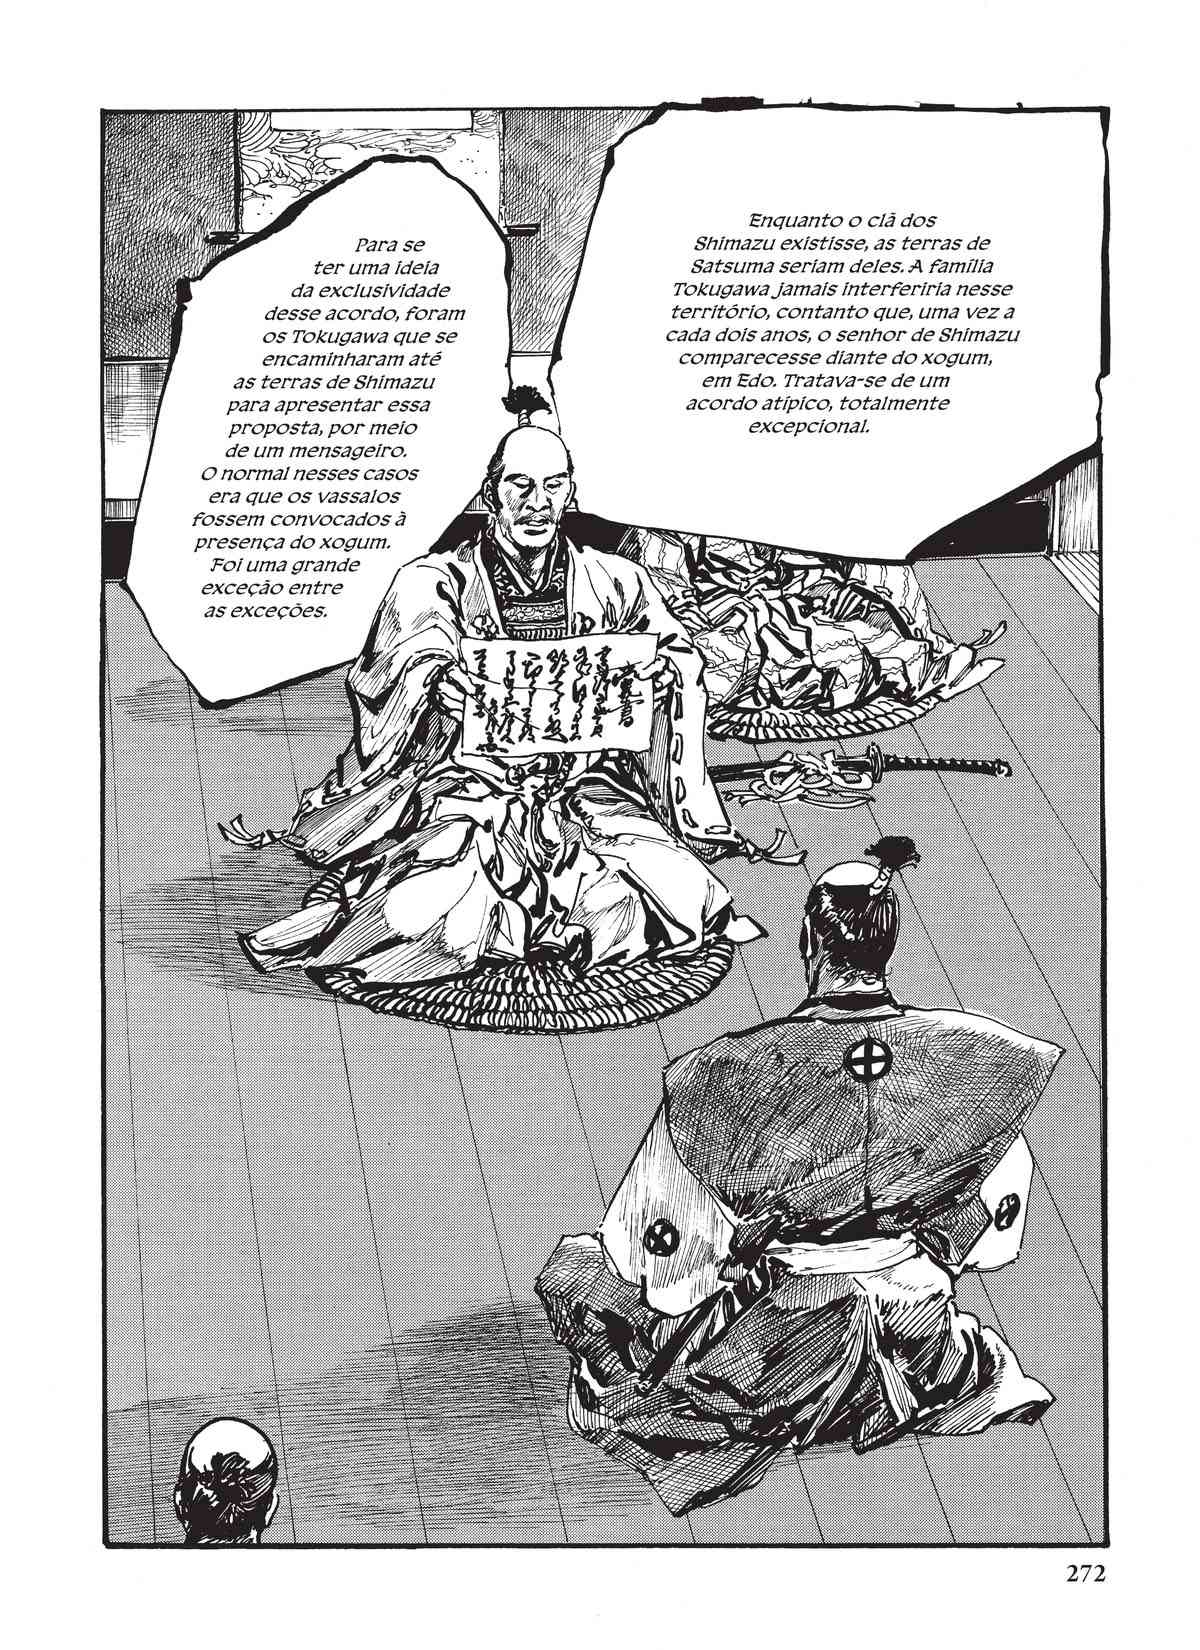 Enquanto o clã dos
Shimazu existisse, as terras de
Satsuma seriam deles. A família
Tokugawa jamais interferiria nesse
território, contanto que, uma vez a
cada dois anos, o senhor de Shimazu
comparecesse diante do xogum,
em Edo. Tratava-se de um
acordo atípico, totalmente
excepcional.
Para se
ter uma ideia
da exclusividade
desse acordo, foram
os Tokugawa que se
encaminharam até
as terras de Shimazu
para apresentar essa
proposta, por meio
de um mensageiro.
O normal nesses casos
era que os vassalos
fossem convocados à
presença do xogum.
Foi uma grande
exceção entre
as exceções.
272